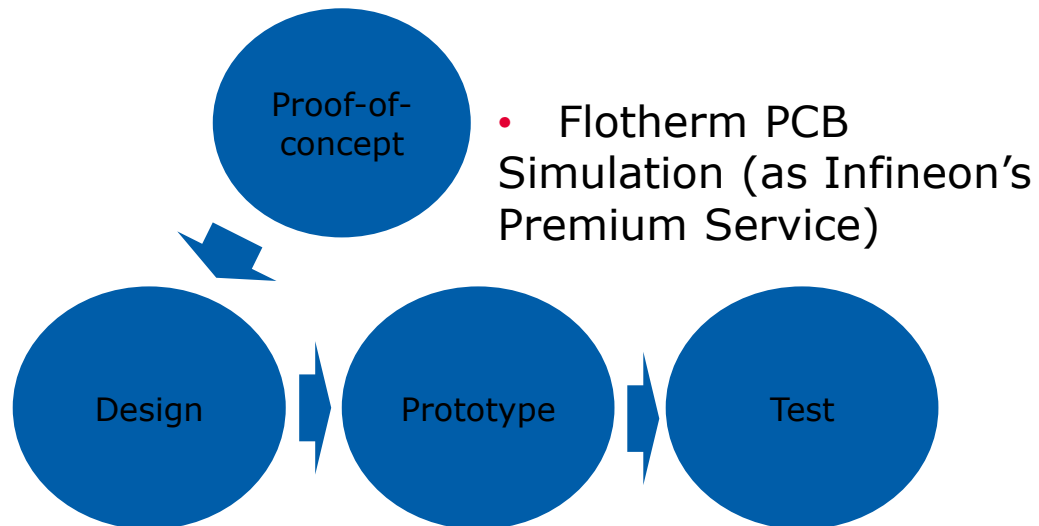 Proof-of-
concept
• Flotherm PCB
Simulation (as Infineon’s
Premium Service)
Design
Prototype
Test